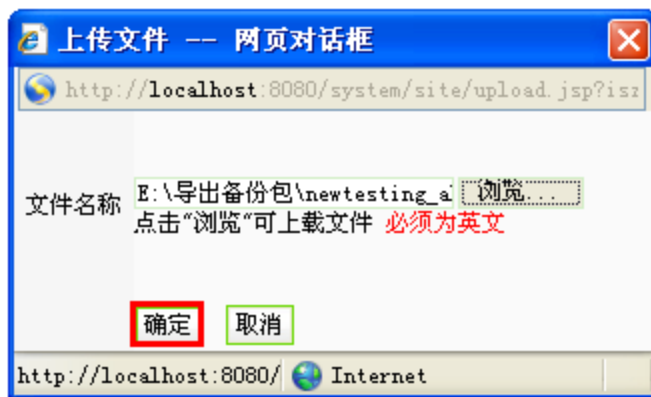 上传文件 -- 网页对话框
http://localhost:8080/system/site/upload.jsp?isz
文件名称 E:\导出备份包\newtesting_a 浏览...
点击“浏览“可上载文件 必须为英文
确定 取消
http://localhost:8080/ Internet